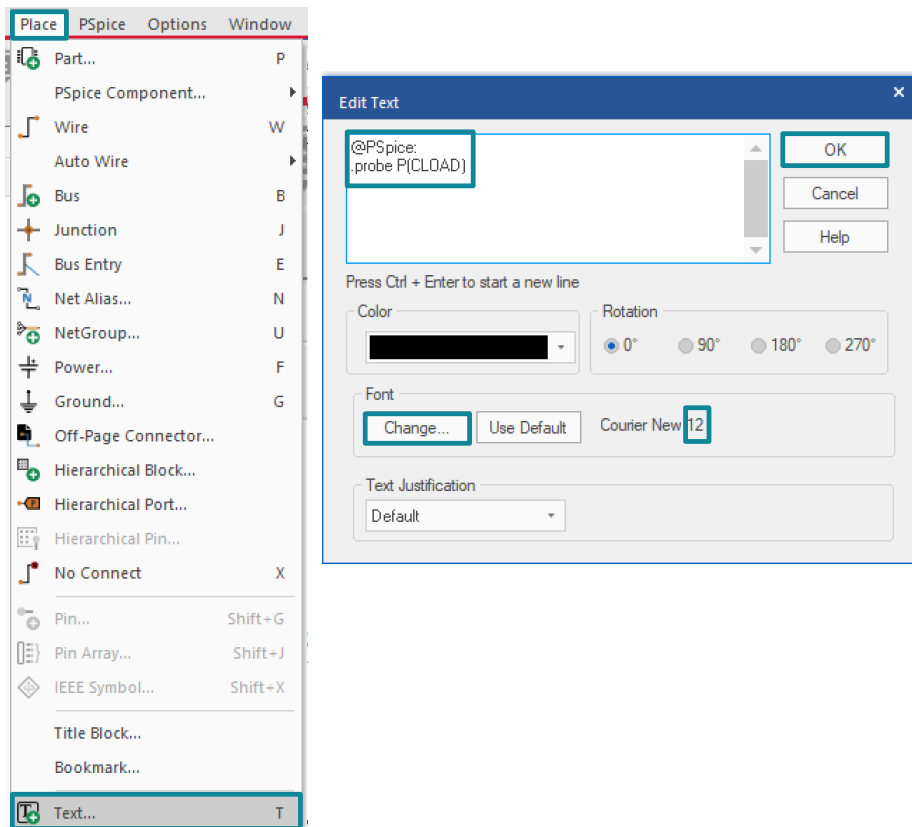 Place PSpice Options Window
Part... P
PSpice Component...
Wire W
Auto Wire
Bus B
Junction J
Bus Entry E
Net Alias... N
NetGroup... U
Power... F
Ground... G
Off-Page Connector...
Hierarchical Block...
Hierarchical Port...
Hierarchical Pin...
No Connect X
Pin... Shift+G
Pin Array... Shift+J
IEEE Symbol... Shift+X
Title Block...
Bookmark...
Text... T
Edit Text
@PSpice:
.probe P(CLOAD)
OK
Cancel
Help
Press Ctrl + Enter to start a new line
Color
Rotation
0° 90° 180° 270°
Font
Change... Use Default Courier New 12
Text Justification
Default